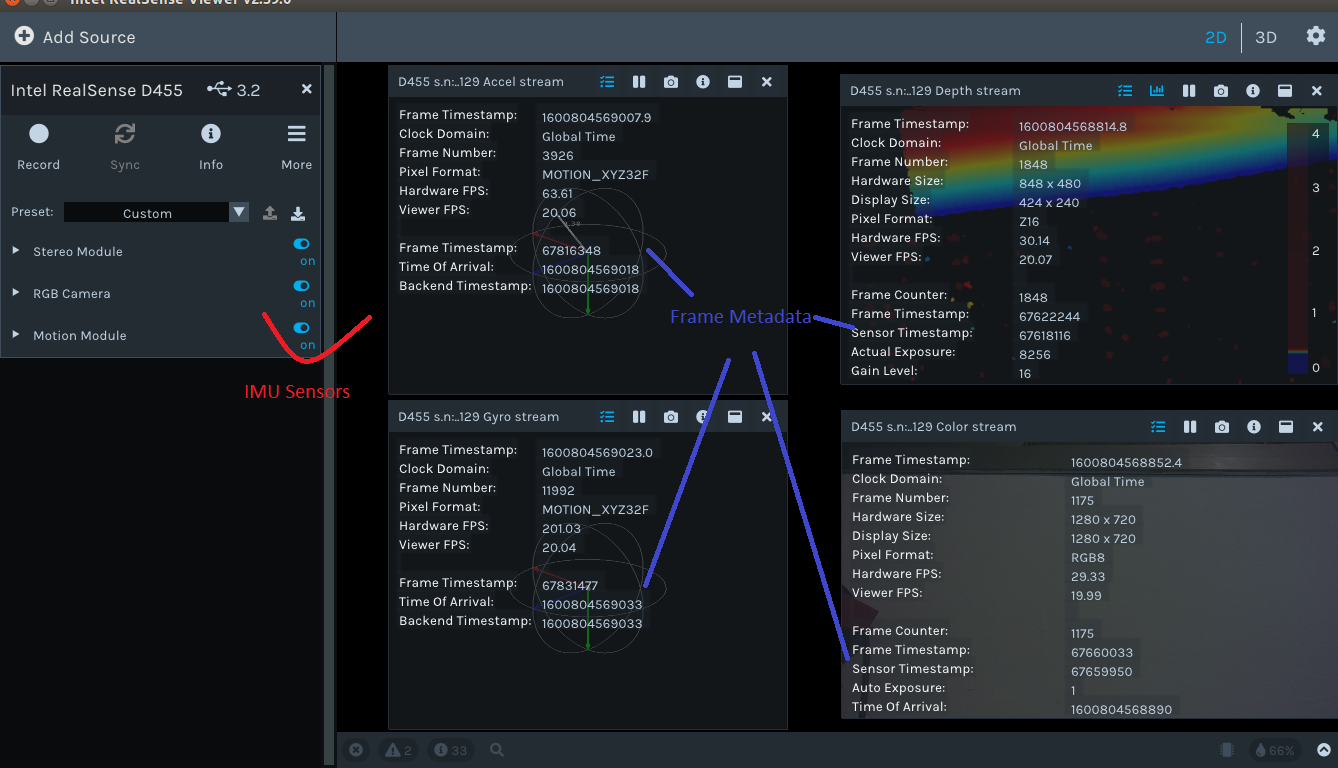 Intel RealSense Viewer v2.39.0
Add Source
2D
3D
Intel RealSense D455
3.2
Record
Sync
Info
More
Preset:
Custom
Stereo Module
on
RGB Camera
on
Motion Module
on
IMU Sensors
D455 s.n:..129 Accel stream
Frame Timestamp: 1600804569007.9
Clock Domain: Global Time
Frame Number: 3926
Pixel Format: MOTION_XYZ32F
Hardware FPS: 63.61
Viewer FPS: 20.06
Frame Timestamp: 67816348
Time Of Arrival: 1600804569018
Backend Timestamp: 1600804569018
D455 s.n:..129 Gyro stream
Frame Timestamp: 1600804569023.0
Clock Domain: Global Time
Frame Number: 11992
Pixel Format: MOTION_XYZ32F
Hardware FPS: 201.03
Viewer FPS: 20.04
Frame Timestamp: 67831477
Time Of Arrival: 1600804569033
Backend Timestamp: 1600804569033
Frame Metadata
D455 s.n:..129 Depth stream
Frame Timestamp: 1600804568814.8
Clock Domain: Global Time
Frame Number: 1848
Hardware Size: 848 x 480
Display Size: 424 x 240
Pixel Format: Z16
Hardware FPS: 30.14
Viewer FPS: 20.07
Frame Counter: 1848
Frame Timestamp: 67622244
Sensor Timestamp: 67618116
Actual Exposure: 8256
Gain Level: 16
4
3
2
1
0
D455 s.n:..129 Color stream
Frame Timestamp: 1600804568852.4
Clock Domain: Global Time
Frame Number: 1175
Hardware Size: 1280 x 720
Display Size: 1280 x 720
Pixel Format: RGB8
Hardware FPS: 29.33
Viewer FPS: 19.99
Frame Counter: 1175
Frame Timestamp: 67660033
Sensor Timestamp: 67659950
Auto Exposure: 1
Time Of Arrival: 1600804568890
2
33
66%